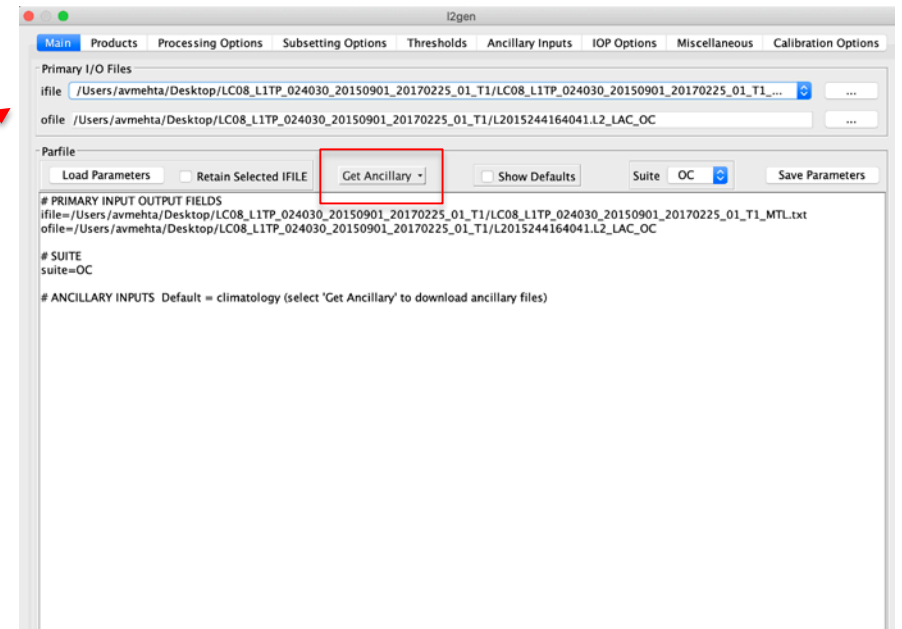 l2gen
Main Products Processing Options Subsetting Options Thresholds Ancillary Inputs IOP Options Miscellaneous Calibration Options
Primary I/O Files
ifile /Users/avmehta/Desktop/LC08_L1TP_024030_20150901_20170225_01_T1/LC08_L1TP_024030_20150901_20170225_01_T1_... ...
ofile /Users/avmehta/Desktop/LC08_L1TP_024030_20150901_20170225_01_T1/L2015244164041.L2_LAC_OC ...
Parfile
Load Parameters Retain Selected IFILE Get Ancillary Show Defaults Suite OC Save Parameters
# PRIMARY INPUT OUTPUT FIELDS
ifile=/Users/avmehta/Desktop/LC08_L1TP_024030_20150901_20170225_01_T1/LC08_L1TP_024030_20150901_20170225_01_T1_MTL.txt
ofile=/Users/avmehta/Desktop/LC08_L1TP_024030_20150901_20170225_01_T1/L2015244164041.L2_LAC_OC
# SUITE
suite=OC
# ANCILLARY INPUTS Default = climatology (select 'Get Ancillary' to download ancillary files)